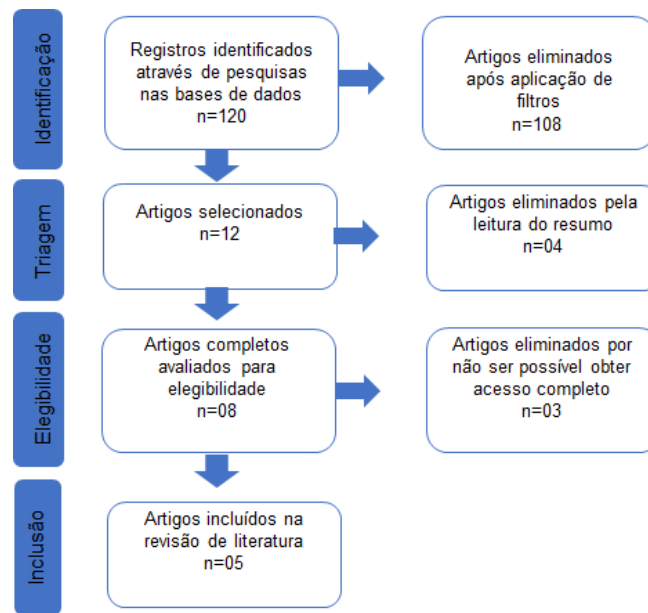 Identificação
Registros identificados
através de pesquisas
nas bases de dados
n=120
Artigos eliminados
após aplicação de
filtros
n=108
Triagem
Artigos selecionados
n=12
Artigos eliminados pela
leitura do resumo
n=04
Elegibilidade
Artigos completos
avaliados para
elegibilidade
n=08
Artigos eliminados por
não ser possível obter
acesso completo
n=03
Inclusão
Artigos incluídos na
revisão de literatura
n=05